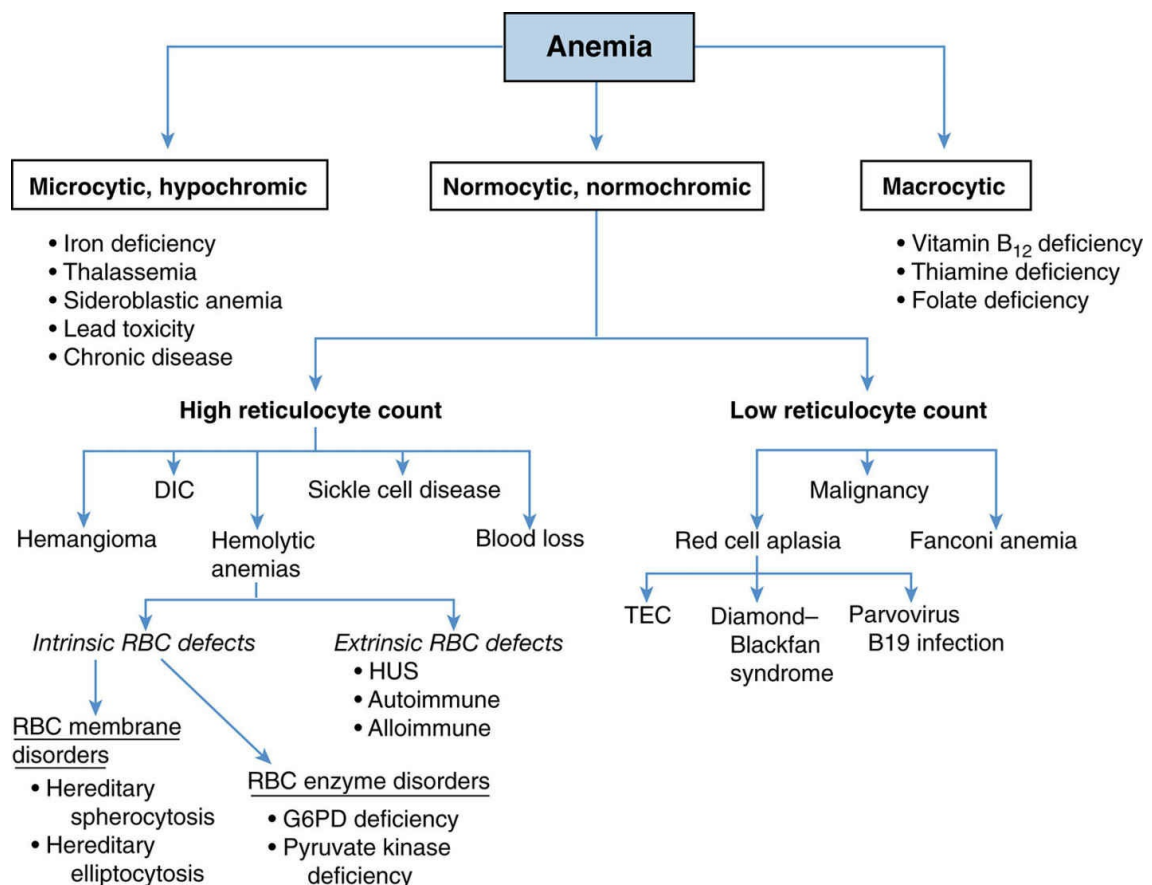 Anemia
Microcytic, hypochromic
• Iron deficiency
• Thalassemia
• Sideroblastic anemia
• Lead toxicity
• Chronic disease
Normocytic, normochromic
Macrocytic
• Vitamin B₁₂ deficiency
• Thiamine deficiency
• Folate deficiency
High reticulocyte count
Hemangioma
DIC
Hemolytic
anemias
Sickle cell disease
Blood loss
Intrinsic RBC defects
RBC membrane
disorders
• Hereditary
spherocytosis
• Hereditary
elliptocytosis
RBC enzyme disorders
• G6PD deficiency
• Pyruvate kinase
deficiency
Extrinsic RBC defects
• HUS
• Autoimmune
• Alloimmune
Low reticulocyte count
Red cell aplasia
Malignancy
Fanconi anemia
TEC
Diamond–
Blackfan
syndrome
Parvovirus
B19 infection